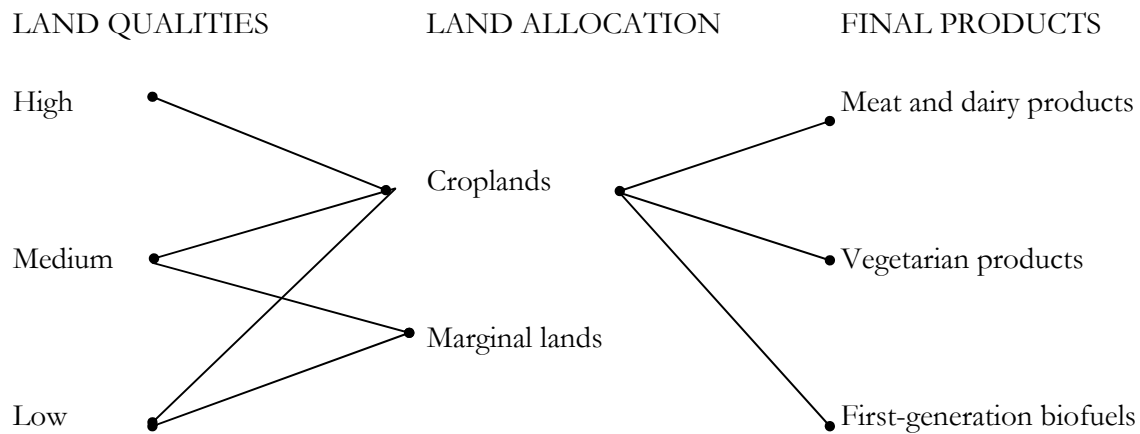 LAND QUALITIES LAND ALLOCATION FINAL PRODUCTS
High Meat and dairy products
Croplands
Medium Vegetarian products
Marginal lands
Low First-generation biofuels